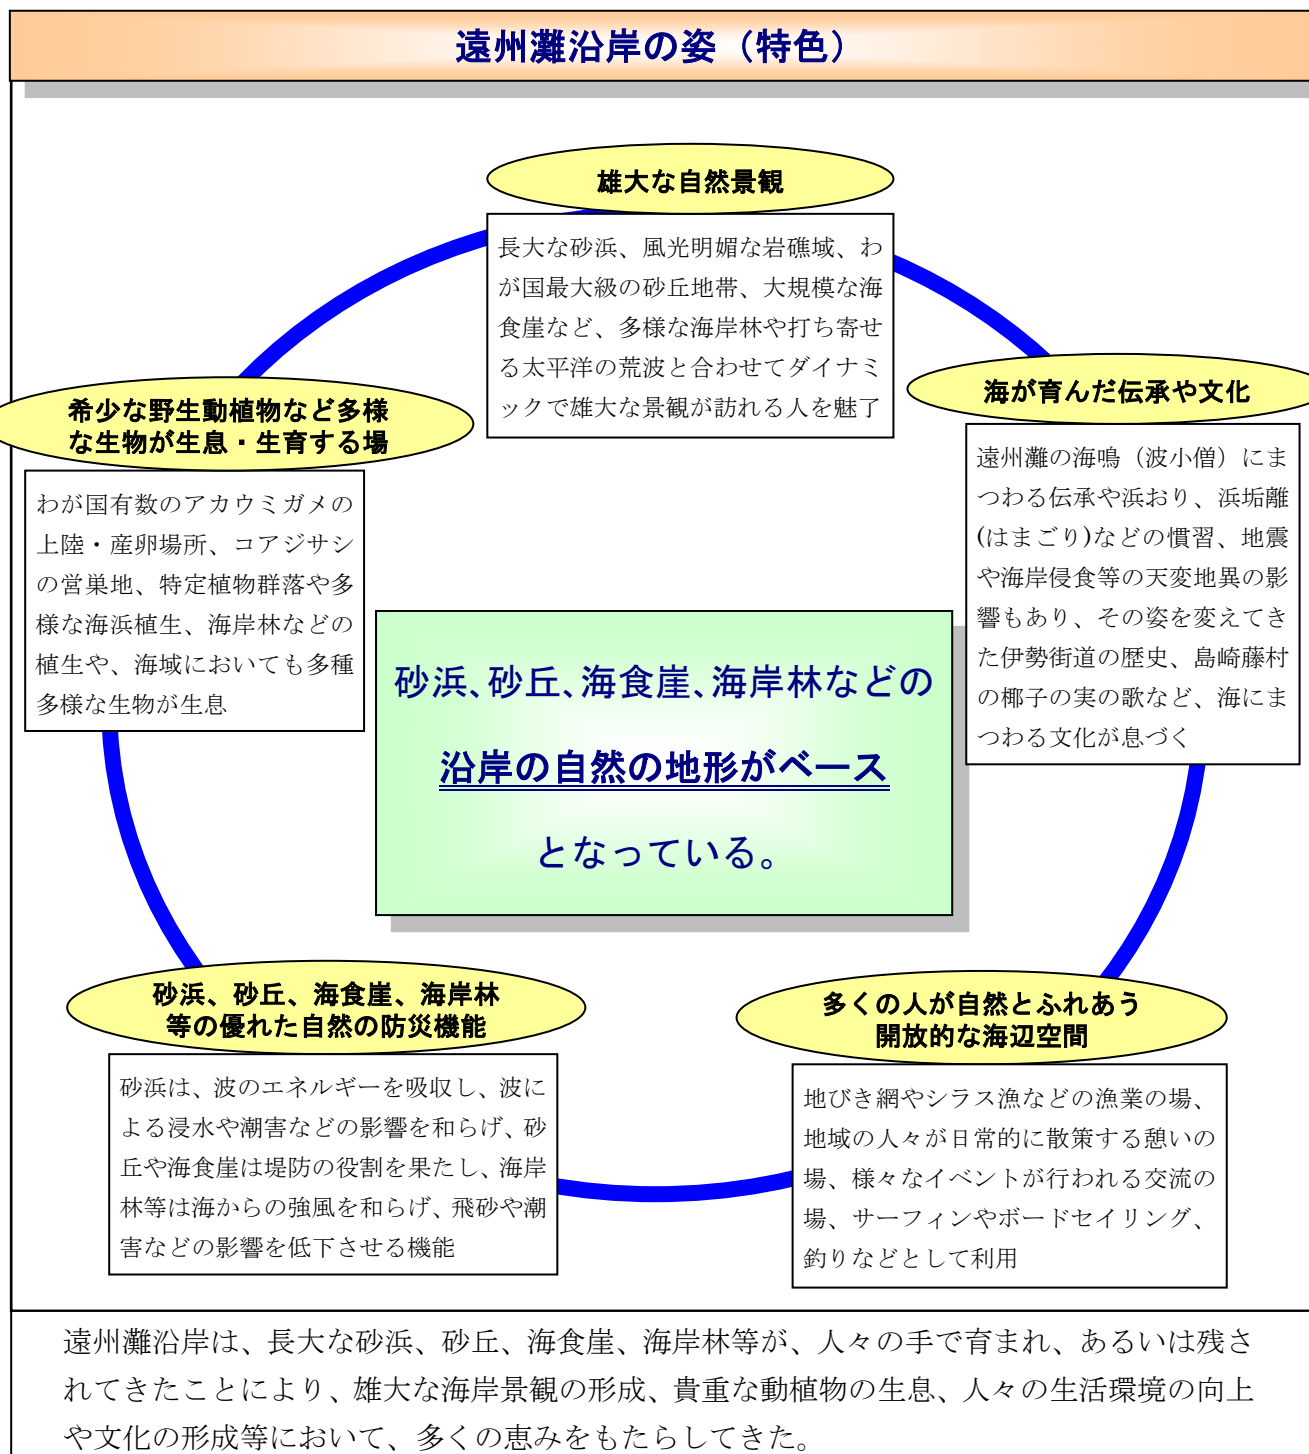 遠州灘沿岸の姿（特色）
雄大な自然景観
長大な砂浜、風光明媚な岩礁域、わ
が国最大級の砂丘地帯、大規模な海
食崖など、多様な海岸林や打ち寄せ
る太平洋の荒波と合わせてダイナミ
ックで雄大な景観が訪れる人を魅了
海が育んだ伝承や文化
遠州灘の海鳴（波小僧）にま
つわる伝承や浜おり、浜垢離
(はまごり)などの慣習、地震
や海岸侵食等の天変地異の影
響もあり、その姿を変えてき
た伊勢街道の歴史、島崎藤村
の椰子の実の歌など、海にま
つわる文化が息づく
希少な野生動植物など多様
な生物が生息・生育する場
わが国有数のアカウミガメの
上陸・産卵場所、コアジサシ
の営巣地、特定植物群落や多
様な海浜植生、海岸林などの
植生や、海域においても多種
多様な生物が生息
砂浜、砂丘、海食崖、海岸林などの
沿岸の自然の地形がベース
となっている。
砂浜、砂丘、海食崖、海岸林
等の優れた自然の防災機能
砂浜は、波のエネルギーを吸収し、波に
よる浸水や潮害などの影響を和らげ、砂
丘や海食崖は堤防の役割を果たし、海岸
林等は海からの強風を和らげ、飛砂や潮
害などの影響を低下させる機能
多くの人が自然とふれあう
開放的な海辺空間
地びき網やシラス漁などの漁業の場、
地域の人々が日常的に散策する憩いの
場、様々なイベントが行われる交流の
場、サーフィンやボードセイリング、
釣りなどとして利用
遠州灘沿岸は、長大な砂浜、砂丘、海食崖、海岸林等が、人々の手で育まれ、あるいは残さ
れてきたことにより、雄大な海岸景観の形成、貴重な動植物の生息、人々の生活環境の向上
や文化の形成等において、多くの恵みをもたらしてきた。